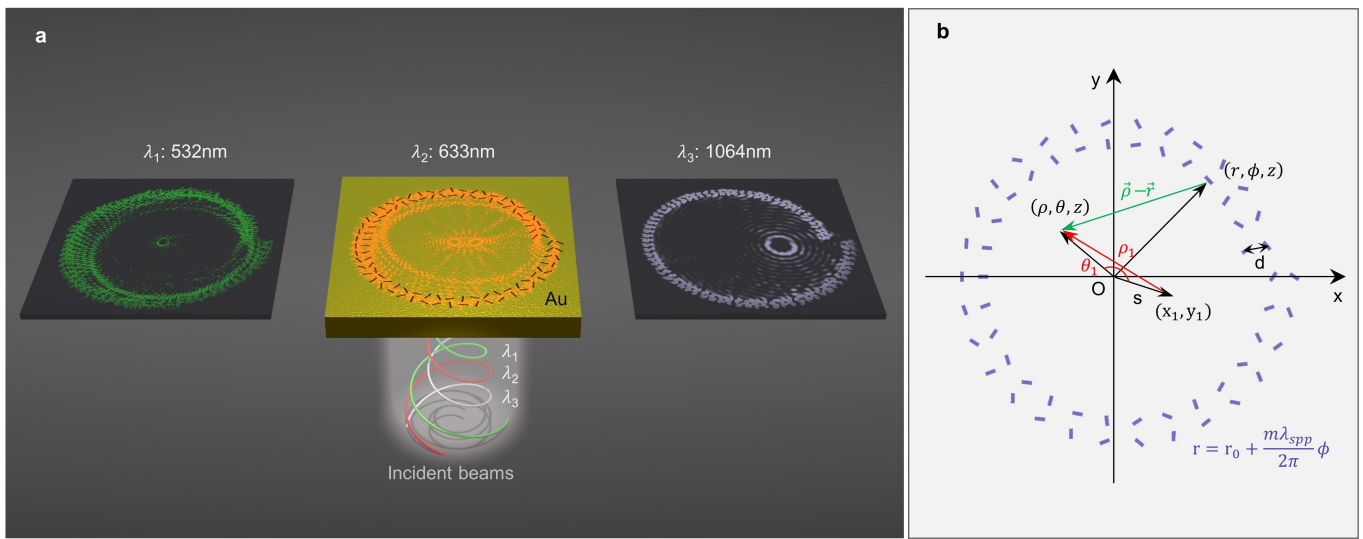 a
λ₁: 532nm
λ₂: 633nm
λ₃: 1064nm
Au
λ₁
λ₂
λ₃
Incident beams
b
y
(r, ϕ, z)
ρ⃗−r⃗
(ρ, θ, z)
ρ₁
θ₁
d
O
s
x
(x₁, y₁)
r = r₀ + mλₛₚₚ/2π ϕ